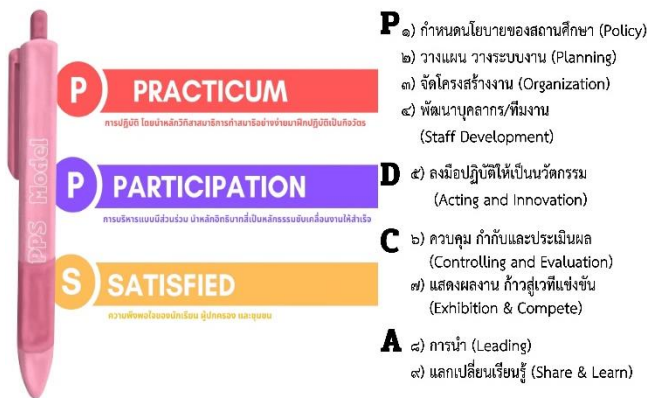 PPS Model
P PRACTICUM
การปฏิบัติ โดยนำหลักวิทิสาสมาธิการทำสมาธิอย่างง่ายมาฝึกปฏิบัติเป็นกิจวัตร
P PARTICIPATION
การบริหารแบบมีส่วนร่วม นำหลักอิทธิบาทสี่เป็นหลักธรรมขับเคลื่อนงานให้สำเร็จ
S SATISFIED
ความพึงพอใจของนักเรียน ผู้ปกครอง และชุมชน
P ๑) กำหนดนโยบายของสถานศึกษา (Policy)
๒) วางแผน วางระบบงาน (Planning)
๓) จัดโครงสร้างงาน (Organization)
๔) พัฒนาบุคลากร/ทีมงาน
(Staff Development)
D ๕) ลงมือปฏิบัติให้เป็นนวัตกรรม
(Acting and Innovation)
C ๖) ควบคุม กำกับและประเมินผล
(Controlling and Evaluation)
๗) แสดงผลงาน ก้าวสู่เวทีแข่งขัน
(Exhibition & Compete)
A ๘) การนำ (Leading)
๙) แลกเปลี่ยนเรียนรู้ (Share & Learn)